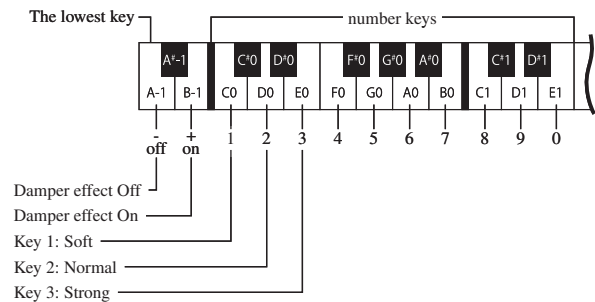 The lowest key
number keys
A#-1 C#0 D#0 F#0 G#0 A#0 C#1 D#1
A-1 B-1 C0 D0 E0 F0 G0 A0 B0 C1 D1 E1
- + 1 2 3 4 5 6 7 8 9 0
off on
Damper effect Off
Damper effect On
Key 1: Soft
Key 2: Normal
Key 3: Strong